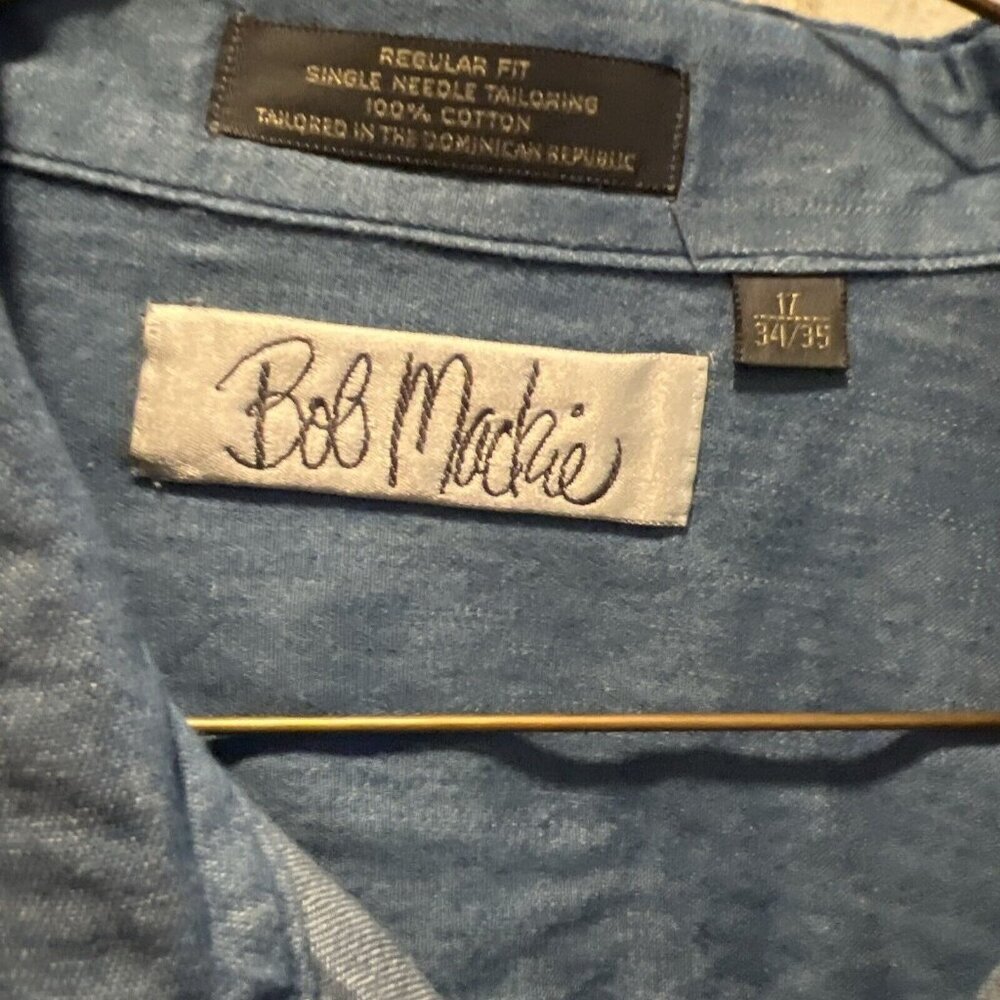 REGULAR FIT
SINGLE NEEDLE TAILORING
100% COTTON
TAILORED IN THE DOMINICAN REPUBLIC
17
34/35
Bob Mackie